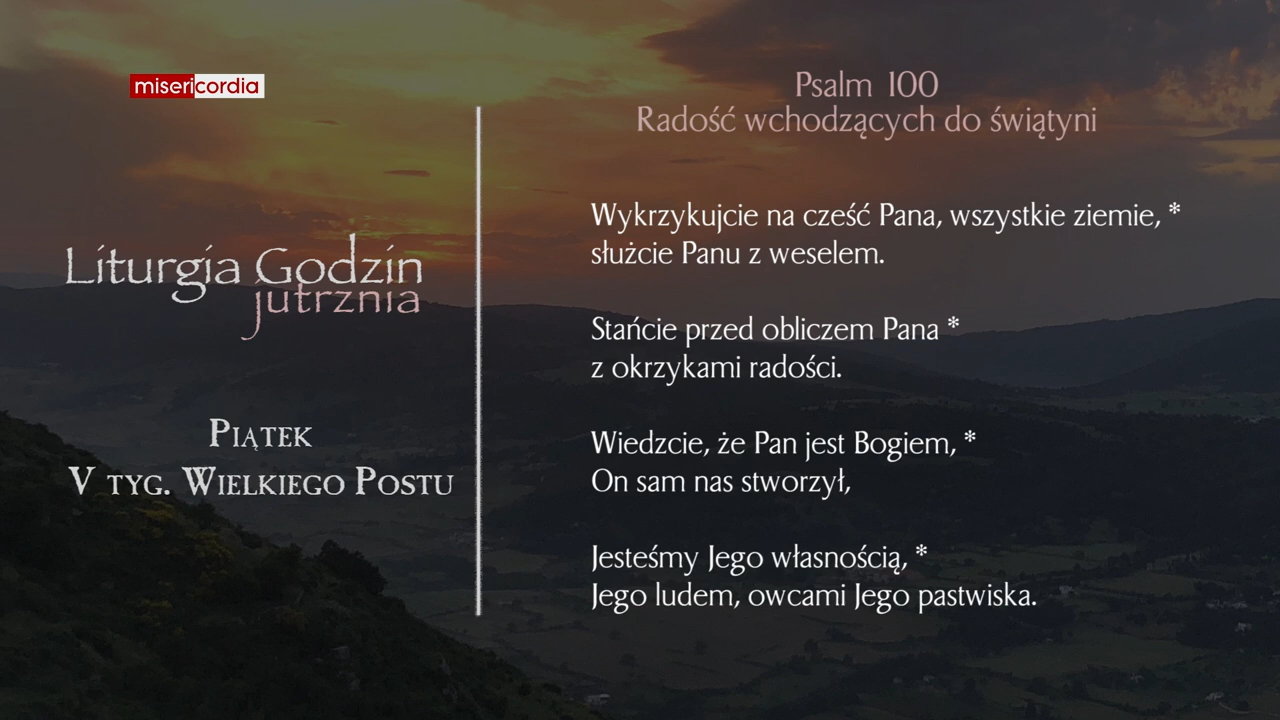 misericordia
Liturgia Godzin
jutrznia
Piątek
V tyg. Wielkiego Postu
Psalm 100
Radość wchodzących do świątyni
Wykrzykujcie na cześć Pana, wszystkie ziemie, *
służcie Panu z weselem.
Stańcie przed obliczem Pana *
z okrzykami radości.
Wiedzcie, że Pan jest Bogiem, *
On sam nas stworzył,
Jesteśmy Jego własnością, *
Jego ludem, owcami Jego pastwiska.